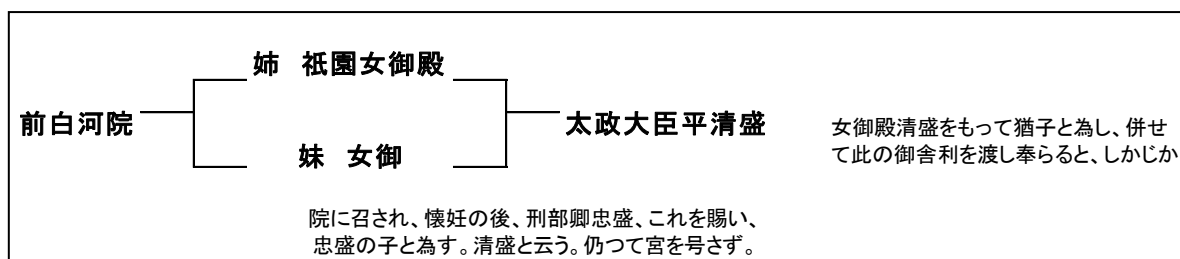 姉 祇園女御殿
前白河院
太政大臣平清盛
妹 女御
女御殿清盛をもって猶子と為し、併せ
て此の御舎利を渡し奉らると、しかじか
院に召され、懐妊の後、刑部卿忠盛、これを賜い、
忠盛の子と為す。清盛と云う。仍つて宮を号さず。